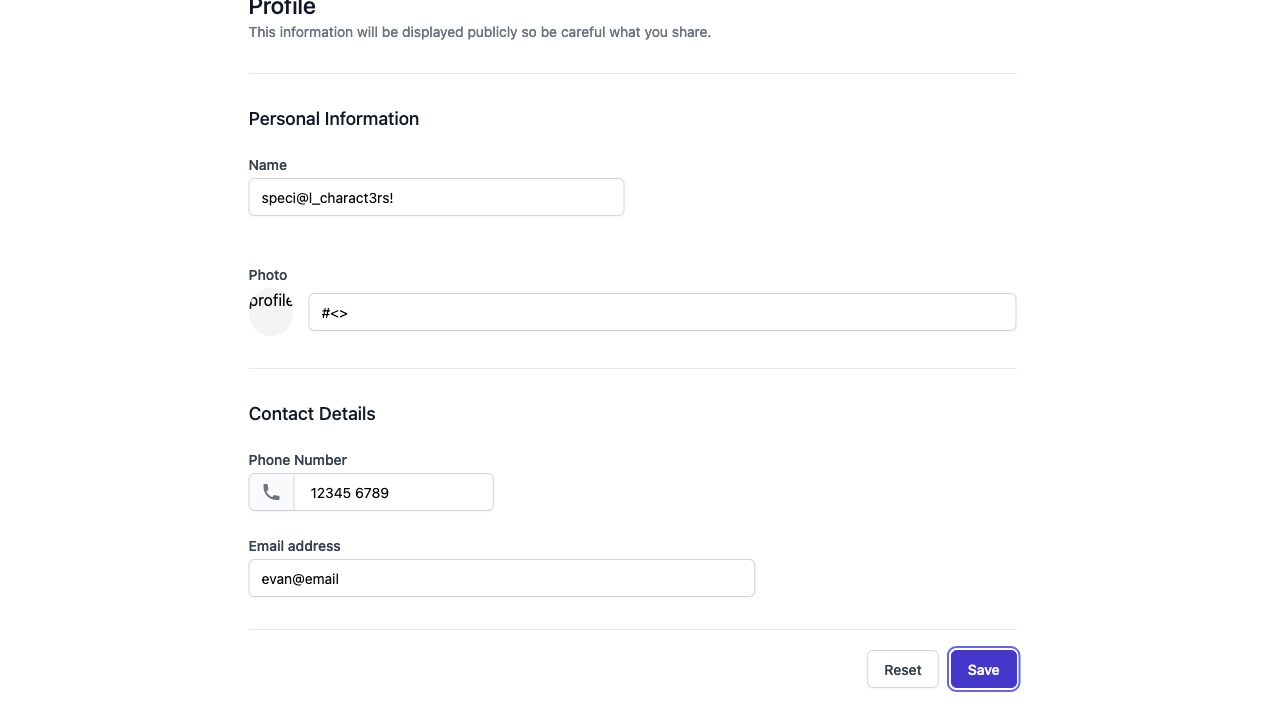 Profile
This information will be displayed publicly so be careful what you share.
Personal Information
Name
speci@l_charact3rs!
Photo
profile
#<>
Contact Details
Phone Number
12345 6789
Email address
evan@email
Reset
Save